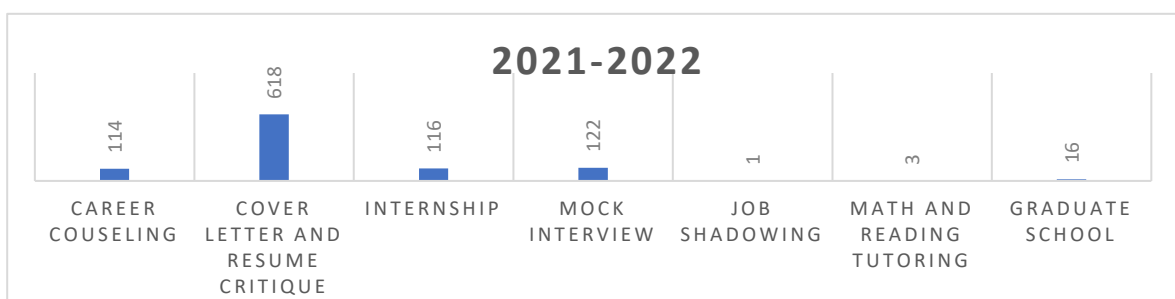 2021-2022
114
618
116
122
1
3
16
CAREER
COUSELING
COVER
LETTER AND
RESUME
CRITIQUE
INTERNSHIP
MOCK
INTERVIEW
JOB
SHADOWING
MATH AND
READING
TUTORING
GRADUATE
SCHOOL